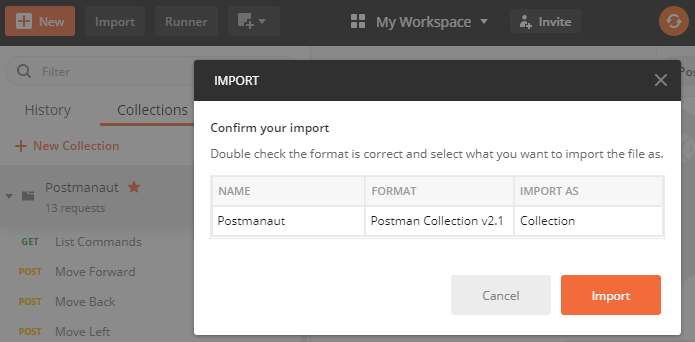 New Import Runner My Workspace Invite
Filter
IMPORT
History Collections
New Collection
Confirm your import
Double check the format is correct and select what you want to import the file as.
NAME FORMAT IMPORT AS
Postmanaut Postman Collection v2.1 Collection
Postmanaut
13 requests
GET List Commands
POST Move Forward
POST Move Back
POST Move Left
Cancel Import